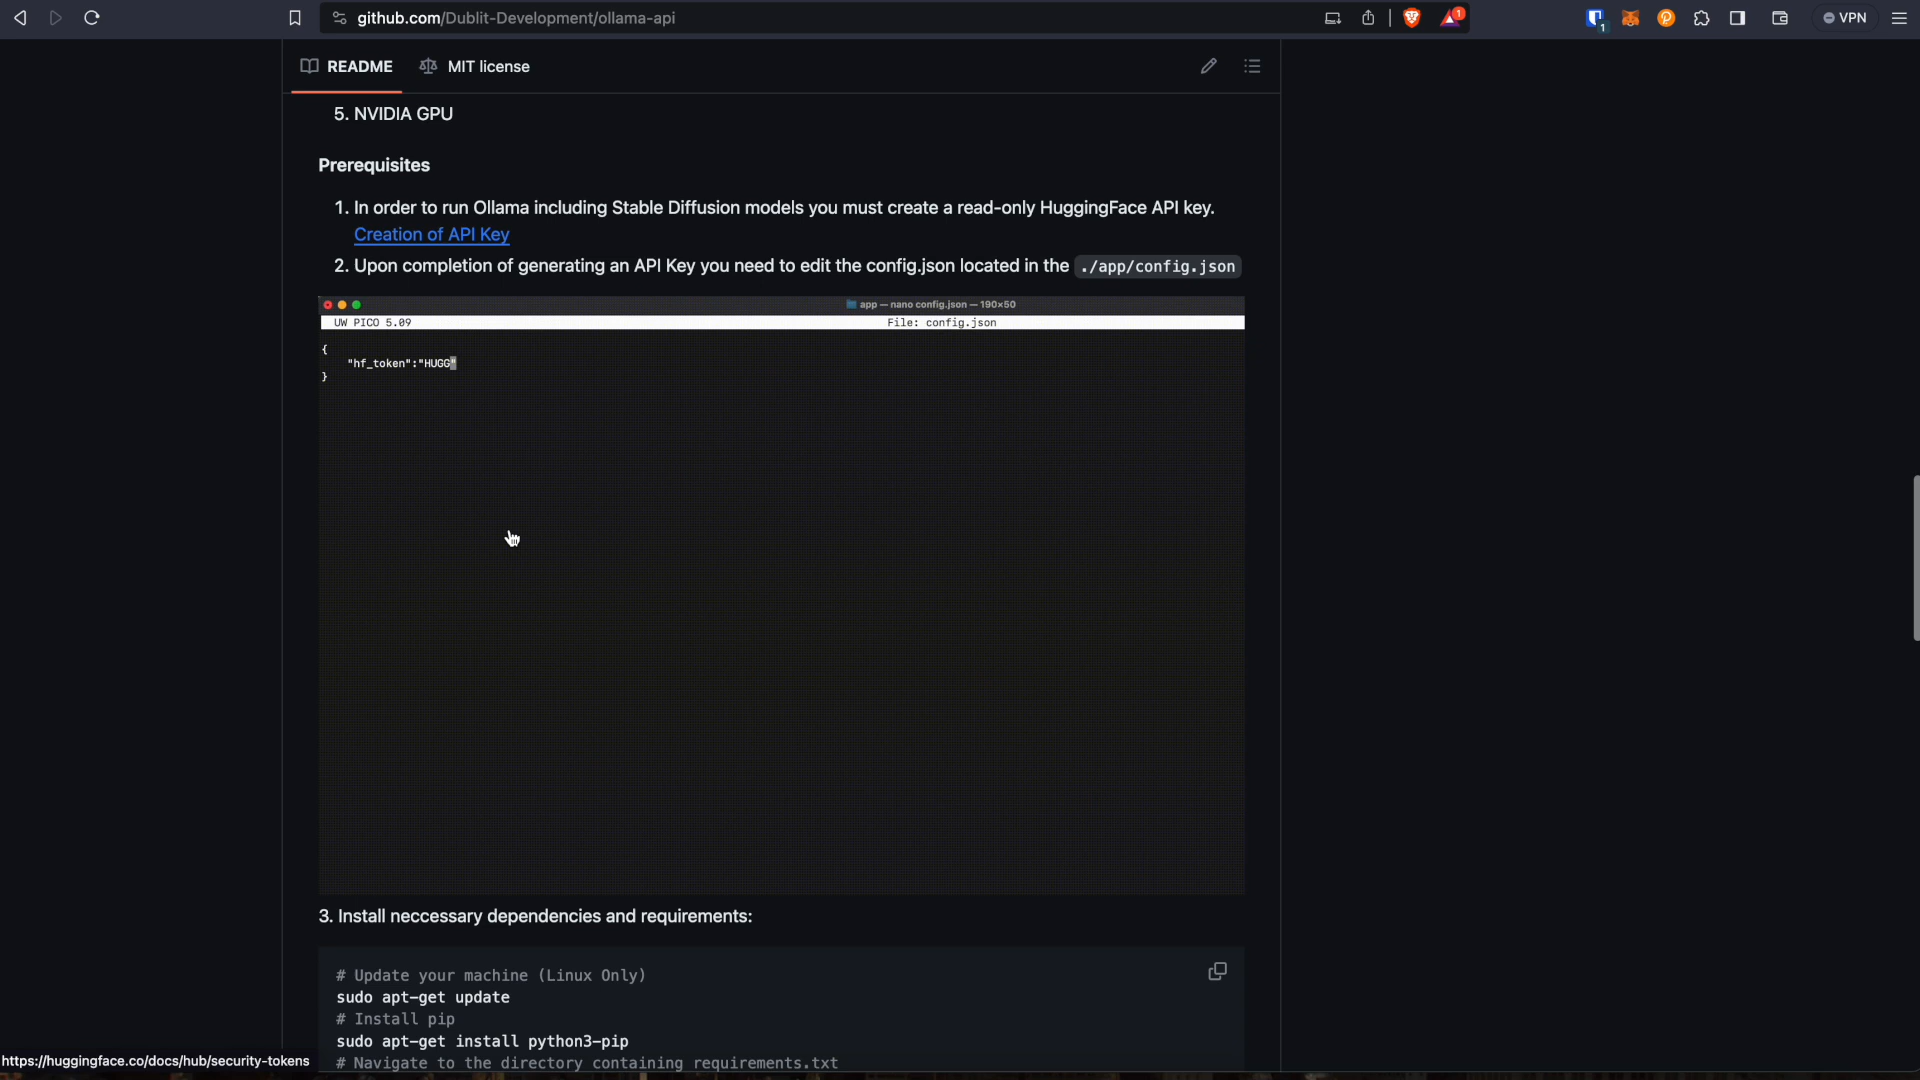 github.com/Dublit-Development/ollama-api
1
1
VPN
README
MIT license
5. NVIDIA GPU
Prerequisites
1. In order to run Ollama including Stable Diffusion models you must create a read-only HuggingFace API key.
Creation of API Key
2. Upon completion of generating an API Key you need to edit the config.json located in the ./app/config.json
app — nano config.json — 190×50
UW PICO 5.09
File: config.json
{
"hf_token":"HUGG"
}
3. Install neccessary dependencies and requirements:
# Update your machine (Linux Only)
sudo apt-get update
# Install pip
sudo apt-get install python3-pip
# Navigate to the directory containing requirements.txt
https://huggingface.co/docs/hub/security-tokens